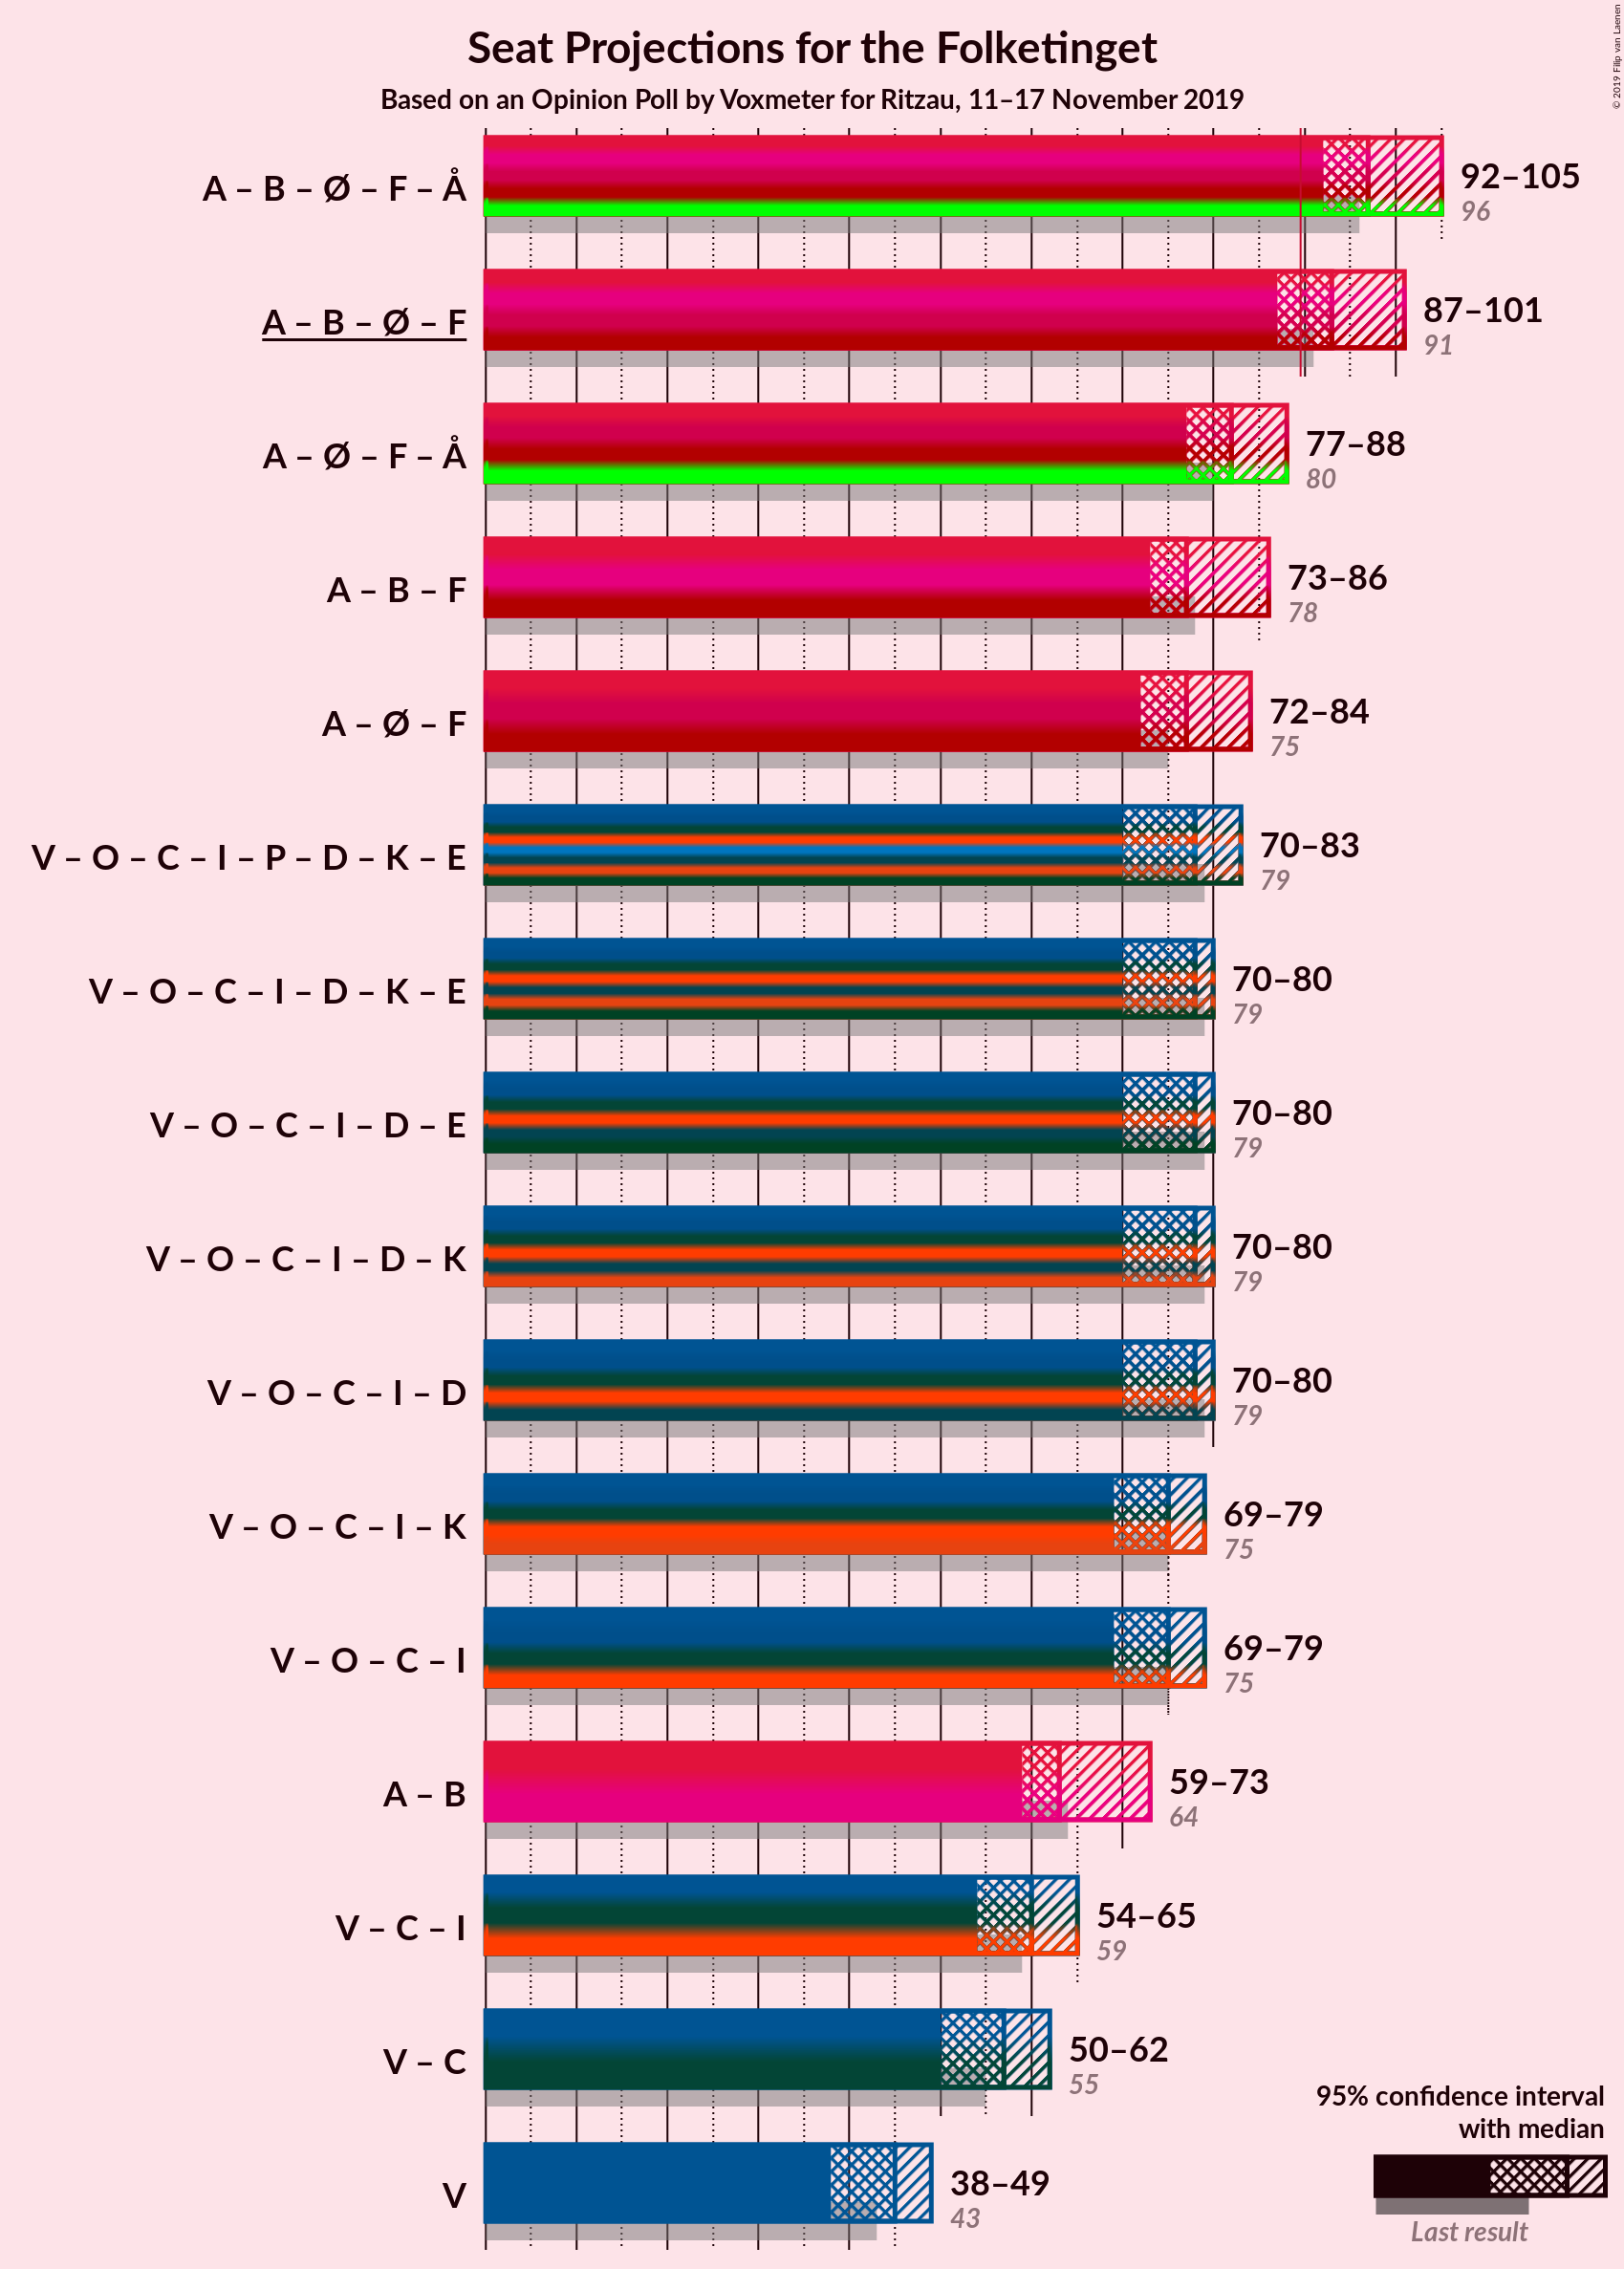 Seat Projections for the Folketinget
Based on an Opinion Poll by Voxmeter for Ritzau, 11–17 November 2019
© 2019 Filip van Laenen
A – B – Ø – F – Å
92–105
96
A – B – Ø – F
87–101
91
A – Ø – F – Å
77–88
80
A – B – F
73–86
78
A – Ø – F
72–84
75
V – O – C – I – P – D – K – E
70–83
79
V – O – C – I – D – K – E
70–80
79
V – O – C – I – D – E
70–80
79
V – O – C – I – D – K
70–80
79
V – O – C – I – D
70–80
79
V – O – C – I – K
69–79
75
V – O – C – I
69–79
75
A – B
59–73
64
V – C – I
54–65
59
V – C
50–62
55
V
38–49
43
95% confidence interval
with median
Last result